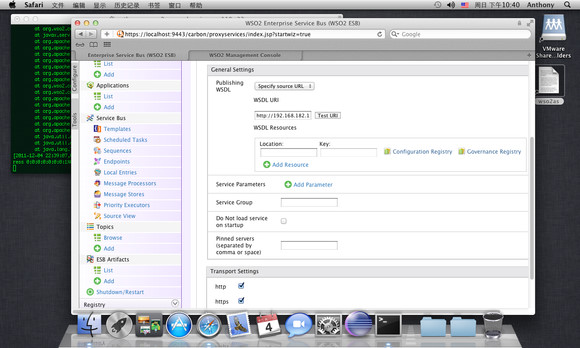 Safari 文件 编辑 显示 历史记录 书签 窗口 帮助 周日 下午10:40 Anthony
WSO2 Enterprise Service Bus (WSO2 ESB)
https://localhost:9443/carbon/proxyservices/index.jsp?startwiz=true
Google
Enterprise Service Bus (WSO2 ESB)
WSO2 Management Console
Configure
Tools
List
Add
Applications
List
Add
Service Bus
Templates
Scheduled Tasks
Sequences
Endpoints
Local Entries
Message Processors
Message Stores
Priority Executors
Source View
Topics
Browse
Add
ESB Artifacts
List
Add
Shutdown/Restart
Registry
General Settings
Publishing WSDL
Specify source URL
WSDL URI
http://192.168.182.1
Test URI
WSDL Resources
Location:
Key:
Configuration Registry
Governance Registry
Add Resource
Service Parameters
Add Parameter
Service Group
Do Not load service
on startup
Pinned servers
(separated by
comma or space)
Transport Settings
http
https
VMware
Share...lders
wso2as
4